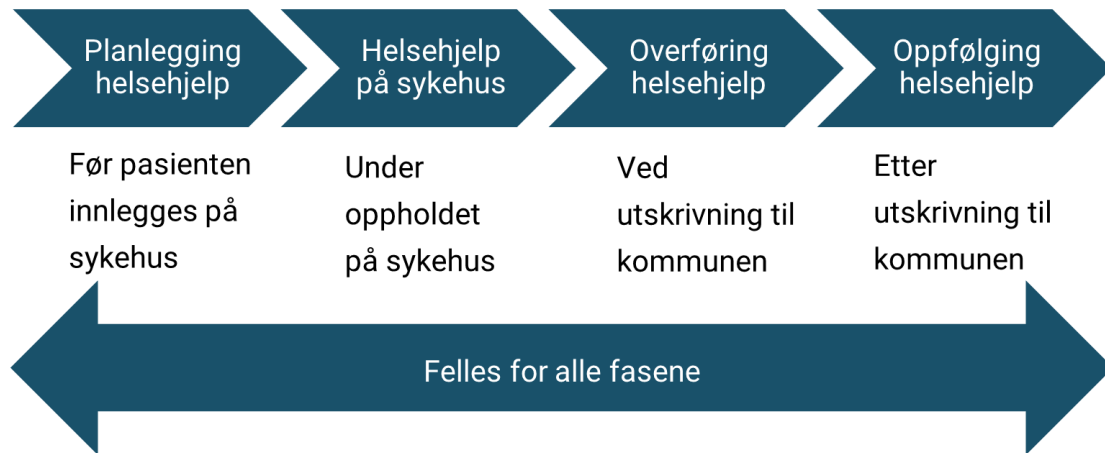 Planlegging
helsehjelp
Helsehjelp
på sykehus
Overføring
helsehjelp
Oppfølging
helsehjelp
Før pasienten
innlegges på
sykehus
Under
oppholdet
på sykehus
Ved
utskrivning til
kommunen
Etter
utskrivning til
kommunen
Felles for alle fasene